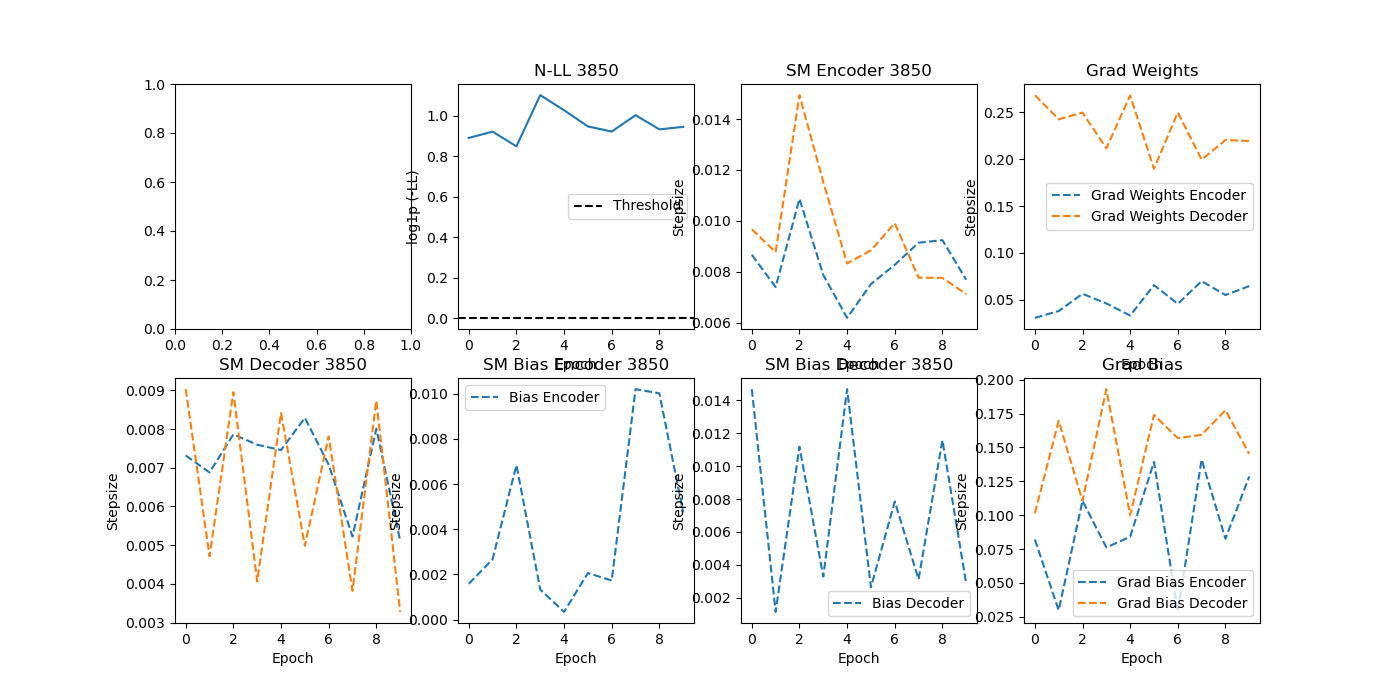 1.0
0.8
0.6
0.4
0.2
0.0
0.0 0.2 0.4 0.6 0.8 1.0
N-LL 3850
log1p (-LL)
1.0
0.8
0.6
0.4
0.2
0.0
Threshold
0 2 4 6 8
Epoch
SM Encoder 3850
Stepsize
0.014
0.012
0.010
0.008
0.006
0 2 4 6 8
Epoch
Grad Weights
Stepsize
0.25
0.20
0.15
0.10
0.05
Grad Weights Encoder
Grad Weights Decoder
0 2 4 6 8
Epoch
SM Decoder 3850
Stepsize
0.009
0.008
0.007
0.006
0.005
0.004
0.003
0 2 4 6 8
Epoch
SM Bias Encoder 3850
Stepsize
0.010
0.008
0.006
0.004
0.002
0.000
Bias Encoder
0 2 4 6 8
Epoch
SM Bias Decoder 3850
Stepsize
0.014
0.012
0.010
0.008
0.006
0.004
0.002
Bias Decoder
0 2 4 6 8
Epoch
Grad Bias
Stepsize
0.200
0.175
0.150
0.125
0.100
0.075
0.050
0.025
Grad Bias Encoder
Grad Bias Decoder
0 2 4 6 8
Epoch